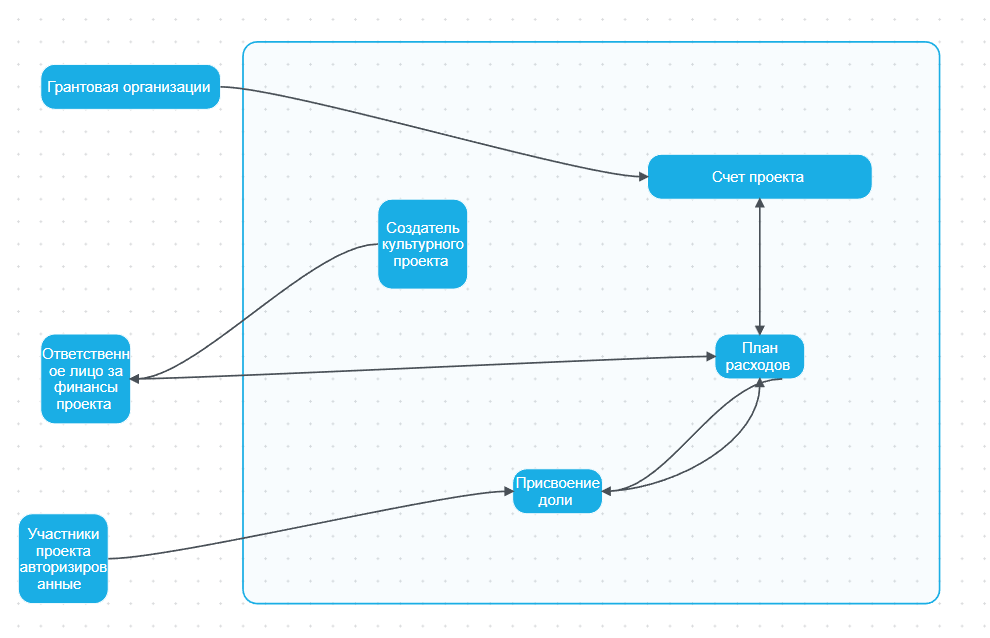 Грантовая организации
Счет проекта
Создатель
культурного
проекта
Ответственн
ое лицо за
финансы
проекта
План
расходов
Присвоение
доли
Участники
проекта
авторизиров
анные